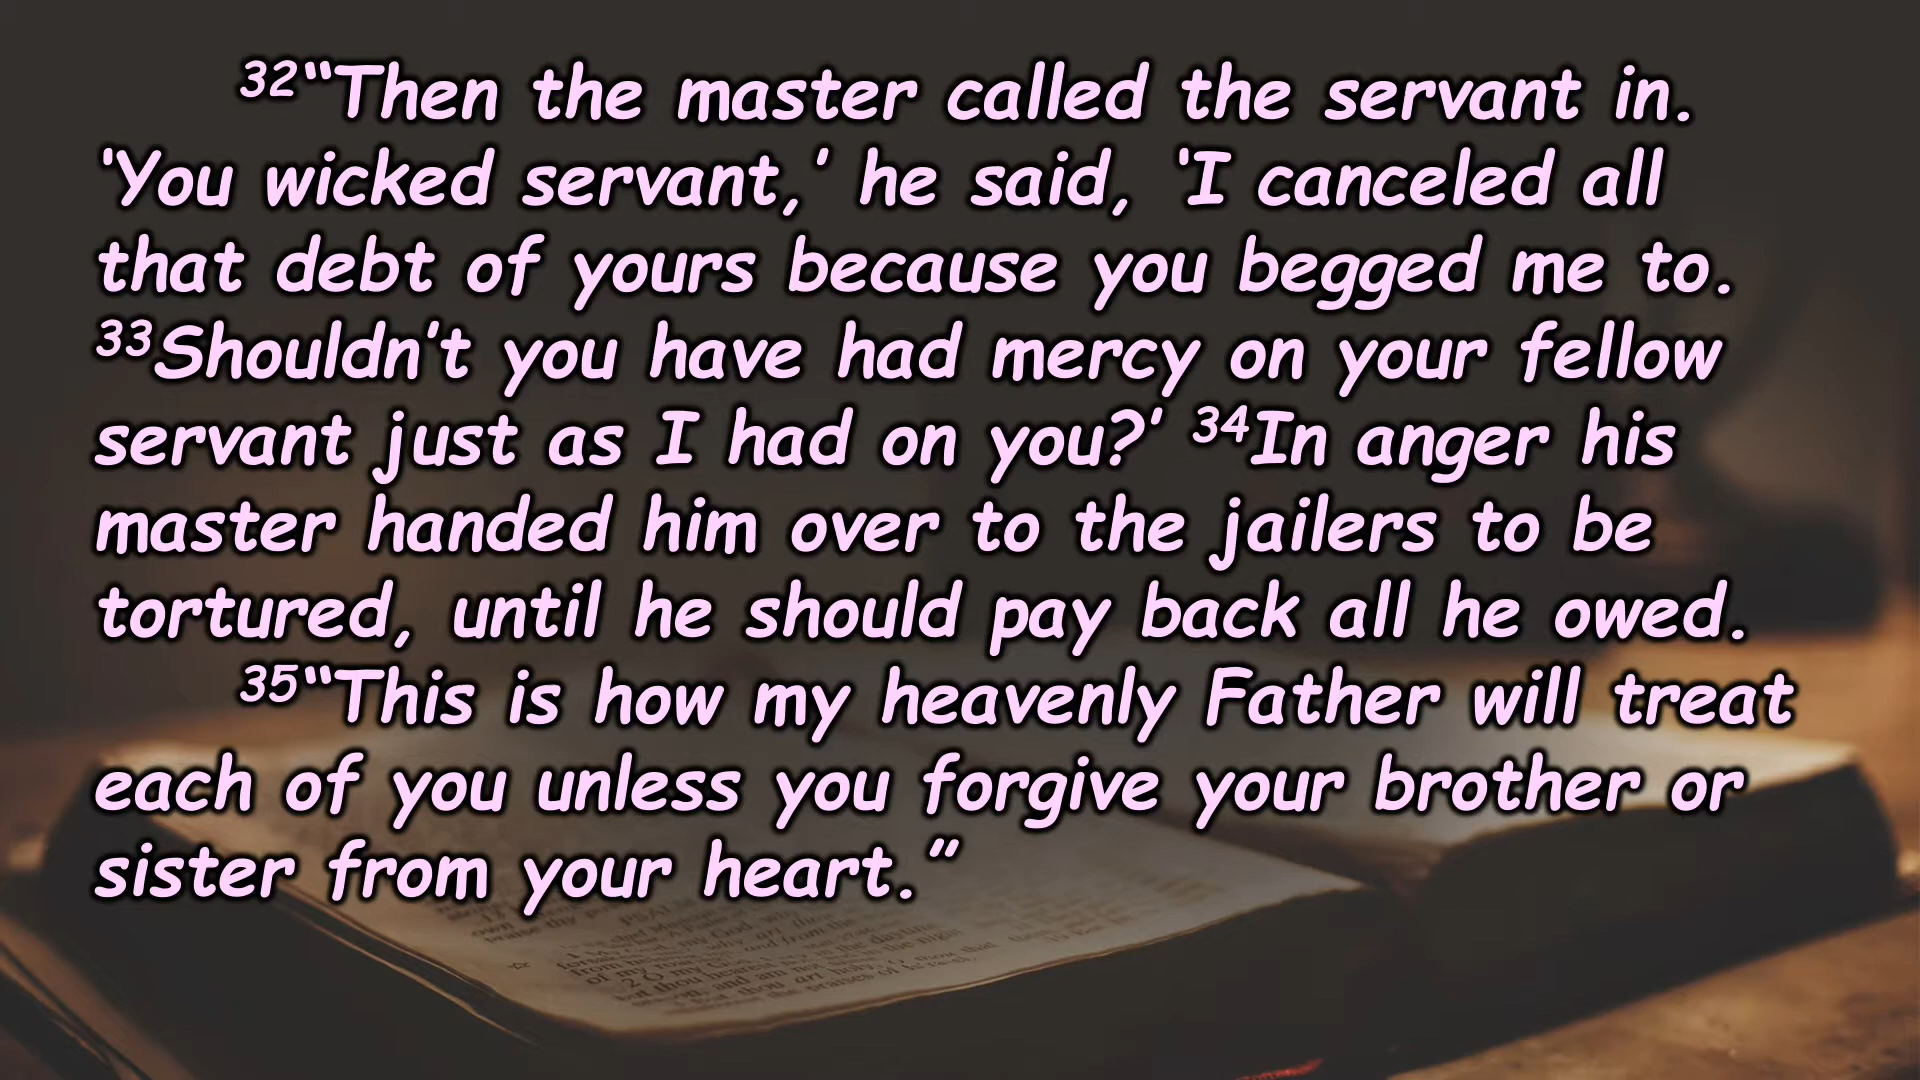 ³²“Then the master called the servant in.
‘You wicked servant,’ he said, ‘I canceled all
that debt of yours because you begged me to.
³³Shouldn’t you have had mercy on your fellow
servant just as I had on you?’ ³⁴In anger his
master handed him over to the jailers to be
tortured, until he should pay back all he owed.
³⁵“This is how my heavenly Father will treat
each of you unless you forgive your brother or
sister from your heart.”